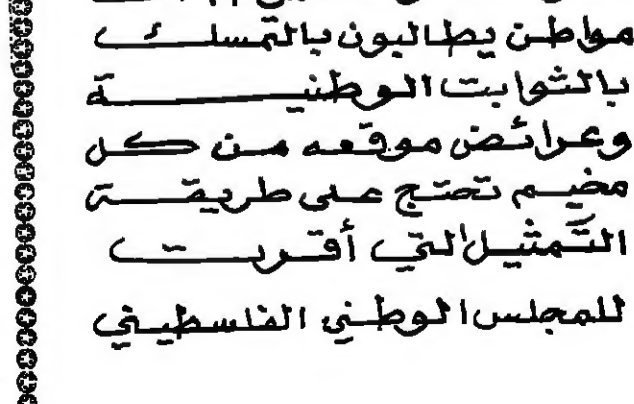 مواطن يطالبون بالتمسك
بالثوابت الوطنية
وعرائض موقعه من كل
مخيم تحتج على طريقة
التمثيل التي أقرت
للمجلس الوطني الفلسطيني